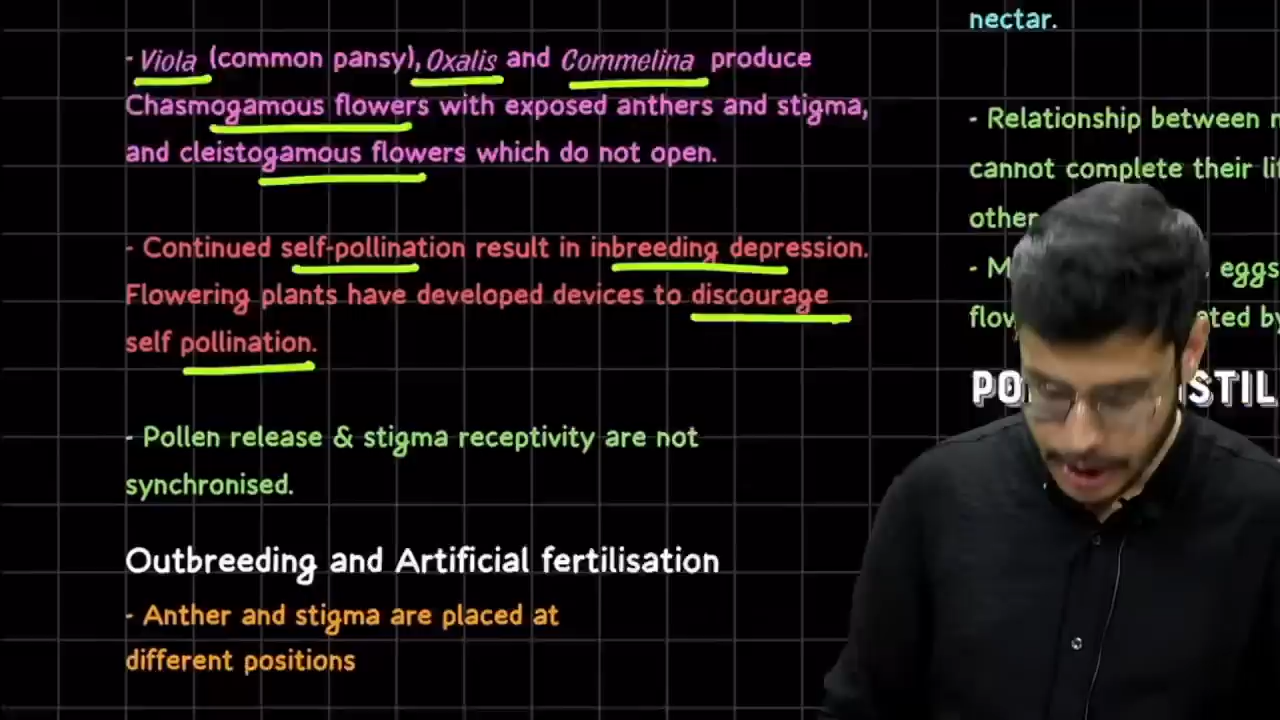 - Viola (common pansy), Oxalis and Commelina produce
Chasmogamous flowers with exposed anthers and stigma,
and cleistogamous flowers which do not open.
- Continued self-pollination result in inbreeding depression.
Flowering plants have developed devices to discourage
self pollination.
- Pollen release & stigma receptivity are not
synchronised.
Outbreeding and Artificial fertilisation
- Anther and stigma are placed at
different positions
nectar.
- Relationship between
cannot complete their
other
eggs
by